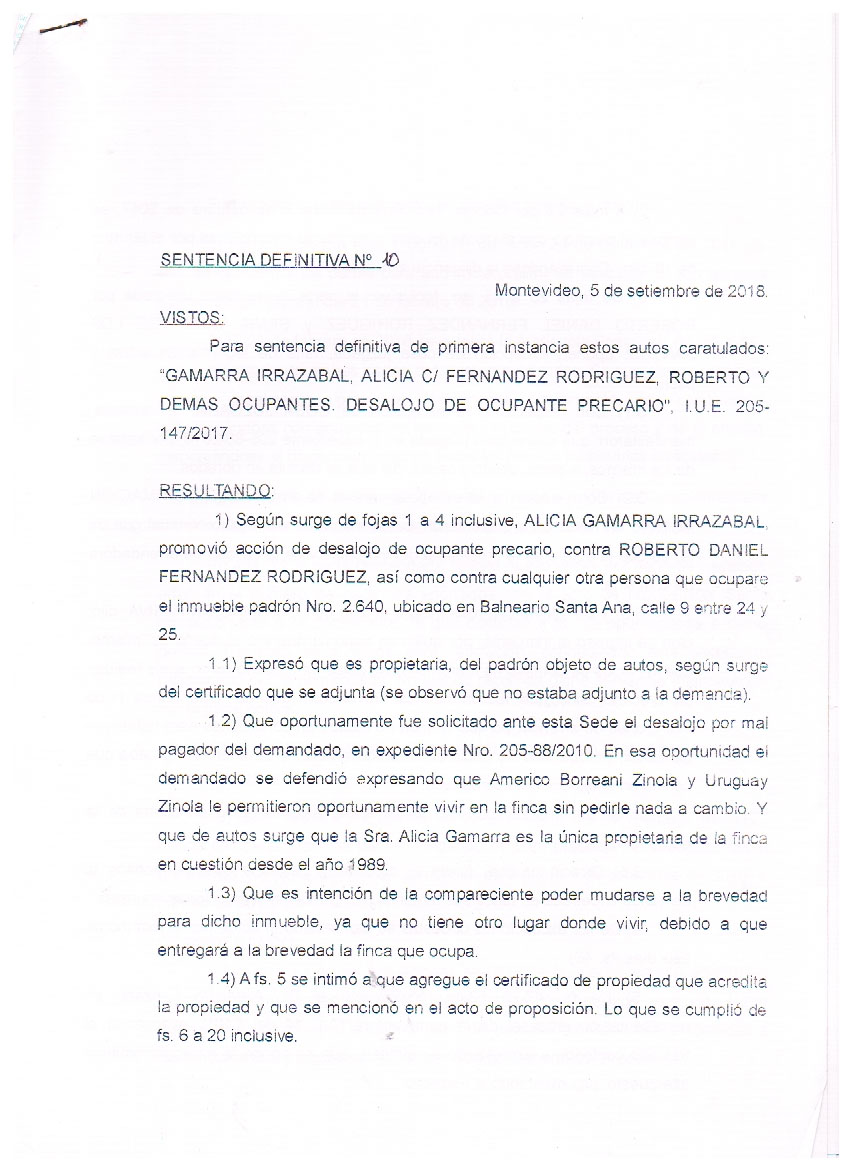 SENTENCIA DEFINITIVA Nº 10
Montevideo, 5 de setiembre de 2018.
VISTOS:
Para sentencia definitiva de primera instancia estos autos caratulados:
“GAMARRA IRRAZABAL, ALICIA C/ FERNANDEZ RODRIGUEZ, ROBERTO Y
DEMAS OCUPANTES. DESALOJO DE OCUPANTE PRECARIO”, I.U.E. 205-
147/2017.
RESULTANDO:
1) Según surge de fojas 1 a 4 inclusive, ALICIA GAMARRA IRRAZABAL,
promovió acción de desalojo de ocupante precario, contra ROBERTO DANIEL
FERNANDEZ RODRIGUEZ, así como contra cualquier otra persona que ocupare
el inmueble padrón Nro. 2.640, ubicado en Balneario Santa Ana, calle 9 entre 24 y
25.
1.1) Expresó que es propietaria, del padrón objeto de autos, según surge
del certificado que se adjunta (se observó que no estaba adjunto a la demanda).
1.2) Que oportunamente fue solicitado ante esta Sede el desalojo por mal
pagador del demandado, en expediente Nro. 205-88/2010. En esa oportunidad el
demandado se defendió expresando que Americo Borreani Zinola y Uruguay
Zinola le permitieron oportunamente vivir en la finca sin pedirle nada a cambio. Y
que de autos surge que la Sra. Alicia Gamarra es la única propietaria de la finca
en cuestión desde el año 1989.
1.3) Que es intención de la compareciente poder mudarse a la brevedad
para dicho inmueble, ya que no tiene otro lugar donde vivir, debido a que
entregará a la brevedad la finca que ocupa.
1.4) A fs. 5 se intimó a que agregue el certificado de propiedad que acredita
la propiedad y que se mencionó en el acto de proposición. Lo que se cumplió de
fs. 6 a 20 inclusive.